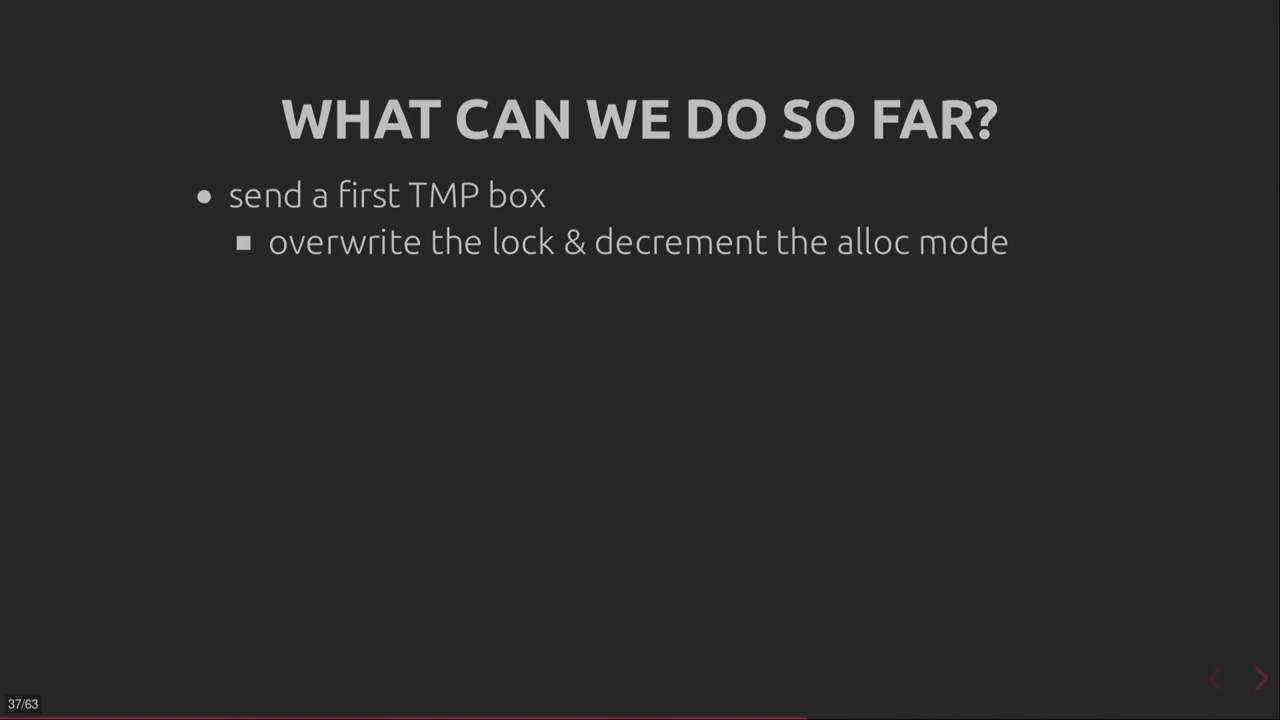 WHAT CAN WE DO SO FAR?
● send a first TMP box
■ overwrite the lock & decrement the alloc mode
37/63